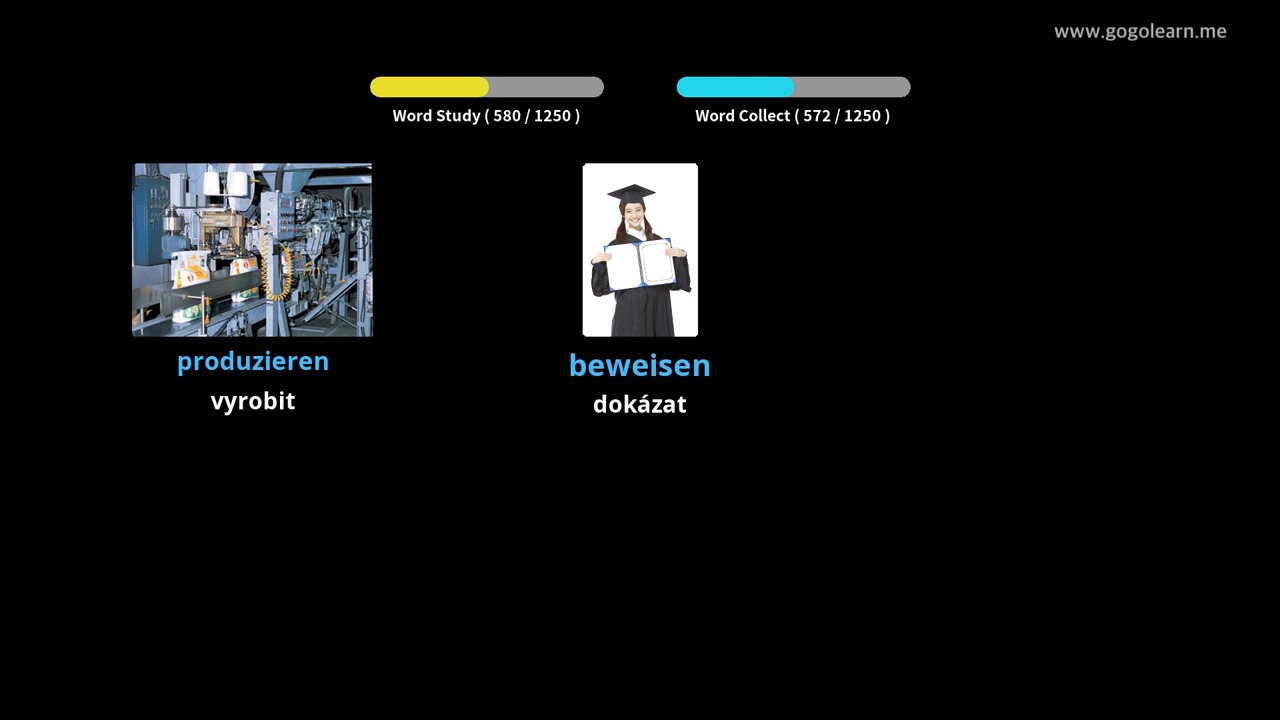 www.gogolearn.me
Word Study ( 580 / 1250 )
Word Collect ( 572 / 1250 )
produzieren
vyrobit
beweisen
dokázat